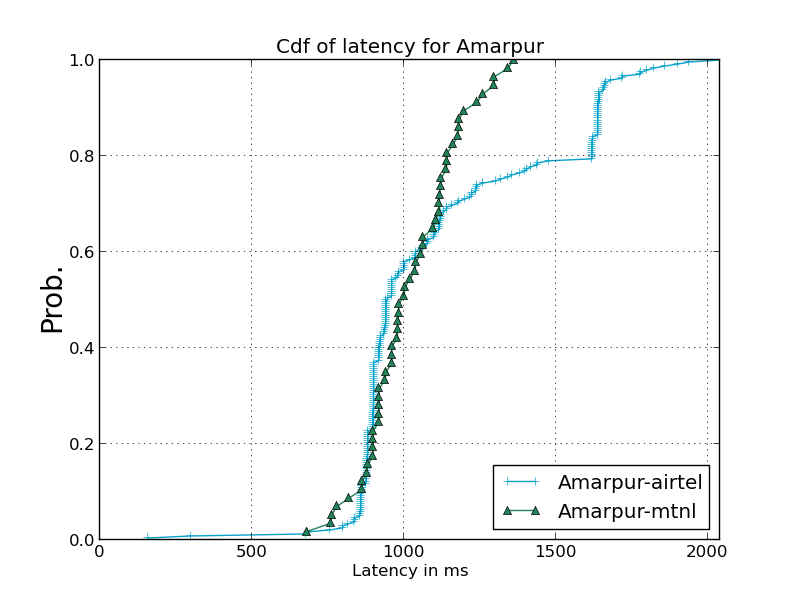 Cdf of latency for Amarpur
Prob.
1.0
0.8
0.6
0.4
0.2
0.0
0 500 1000 1500 2000
Latency in ms
Amarpur-airtel
Amarpur-mtnl